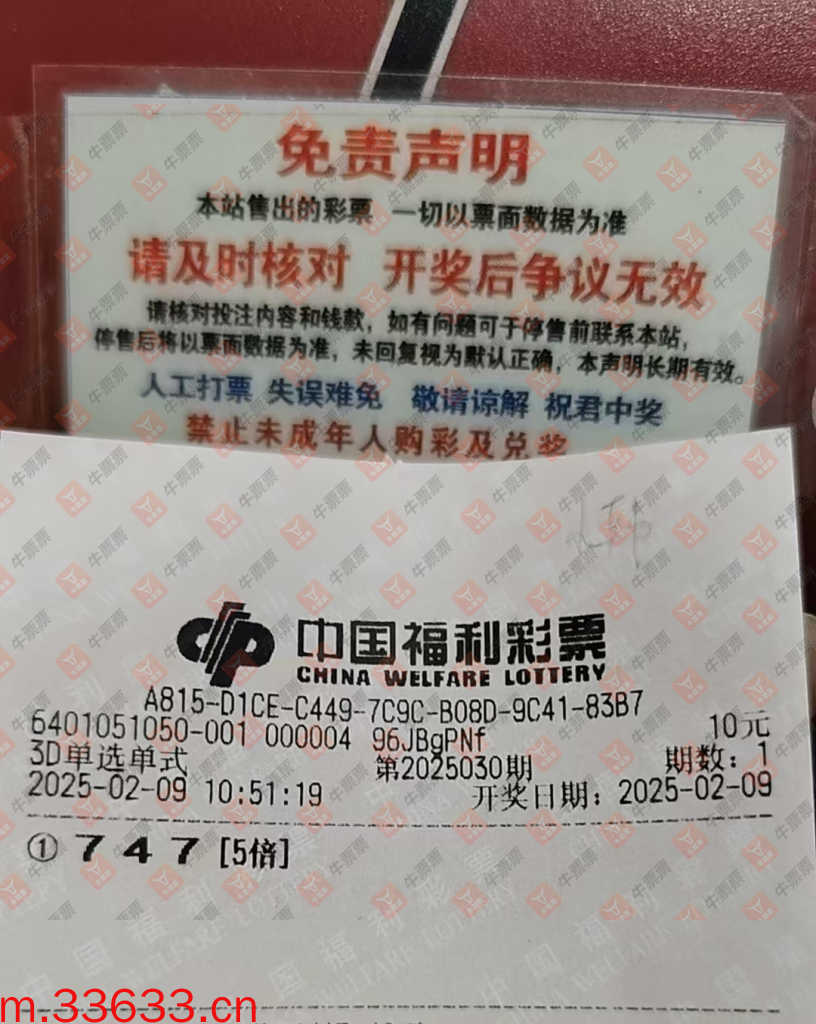 免责声明
本站售出的彩票 一切以票面数据为准
请及时核对 开奖后争议无效
请核对投注内容和钱款，如有问题可于停售前联系本站，
停售后将以票面数据为准，未回复视为默认正确，本声明长期有效。
人工打票 失误难免 敬请谅解 祝君中奖
禁止未成年人购彩及兑奖
中国福利彩票
CHINA WELFARE LOTTERY
A815-D1CE-C449-7C9C-B08D-9C41-83B7
6401051050-001 000004 96JBgPNf 10元
3D单选单式 第2025030期 期数：1
2025-02-09 10:51:19 开奖日期：2025-02-09
① 7 4 7 [5倍]
m.33633.cn
牛票票